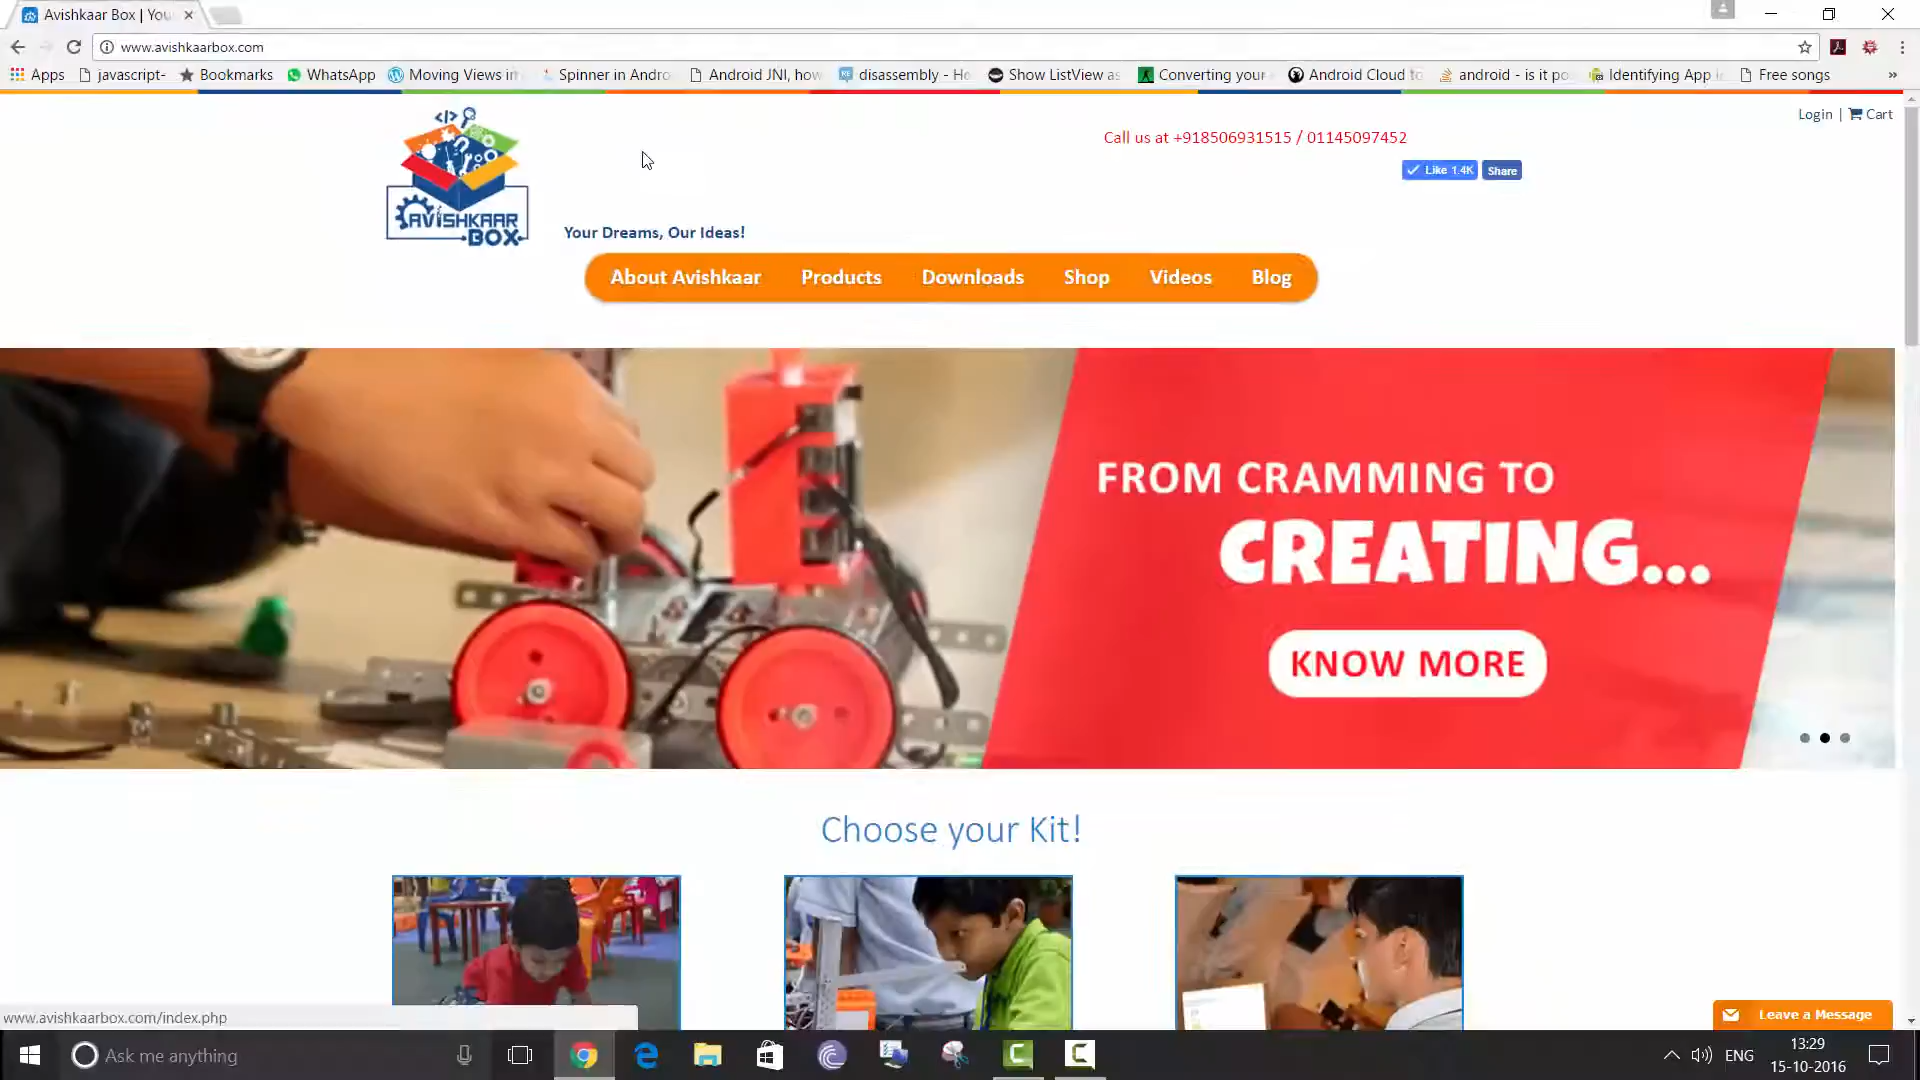 Avishkaar Box | You
www.avishkaarbox.com
Apps javascript- Bookmarks WhatsApp Moving Views in Spinner in Andro Android JNI, how disassembly - He Show ListView as Converting your Android Cloud to android - is it po Identifying App Free songs »
Login | Cart
Call us at +918506931515 / 01145097452
Like 1.4K Share
</>
AVISHKAAR
BOX
Your Dreams, Our Ideas!
About Avishkaar Products Downloads Shop Videos Blog
FROM CRAMMING TO
CREATING...
KNOW MORE
Choose your Kit!
www.avishkaarbox.com/index.php
Leave a Message
Ask me anything
ENG
13:29
15-10-2016